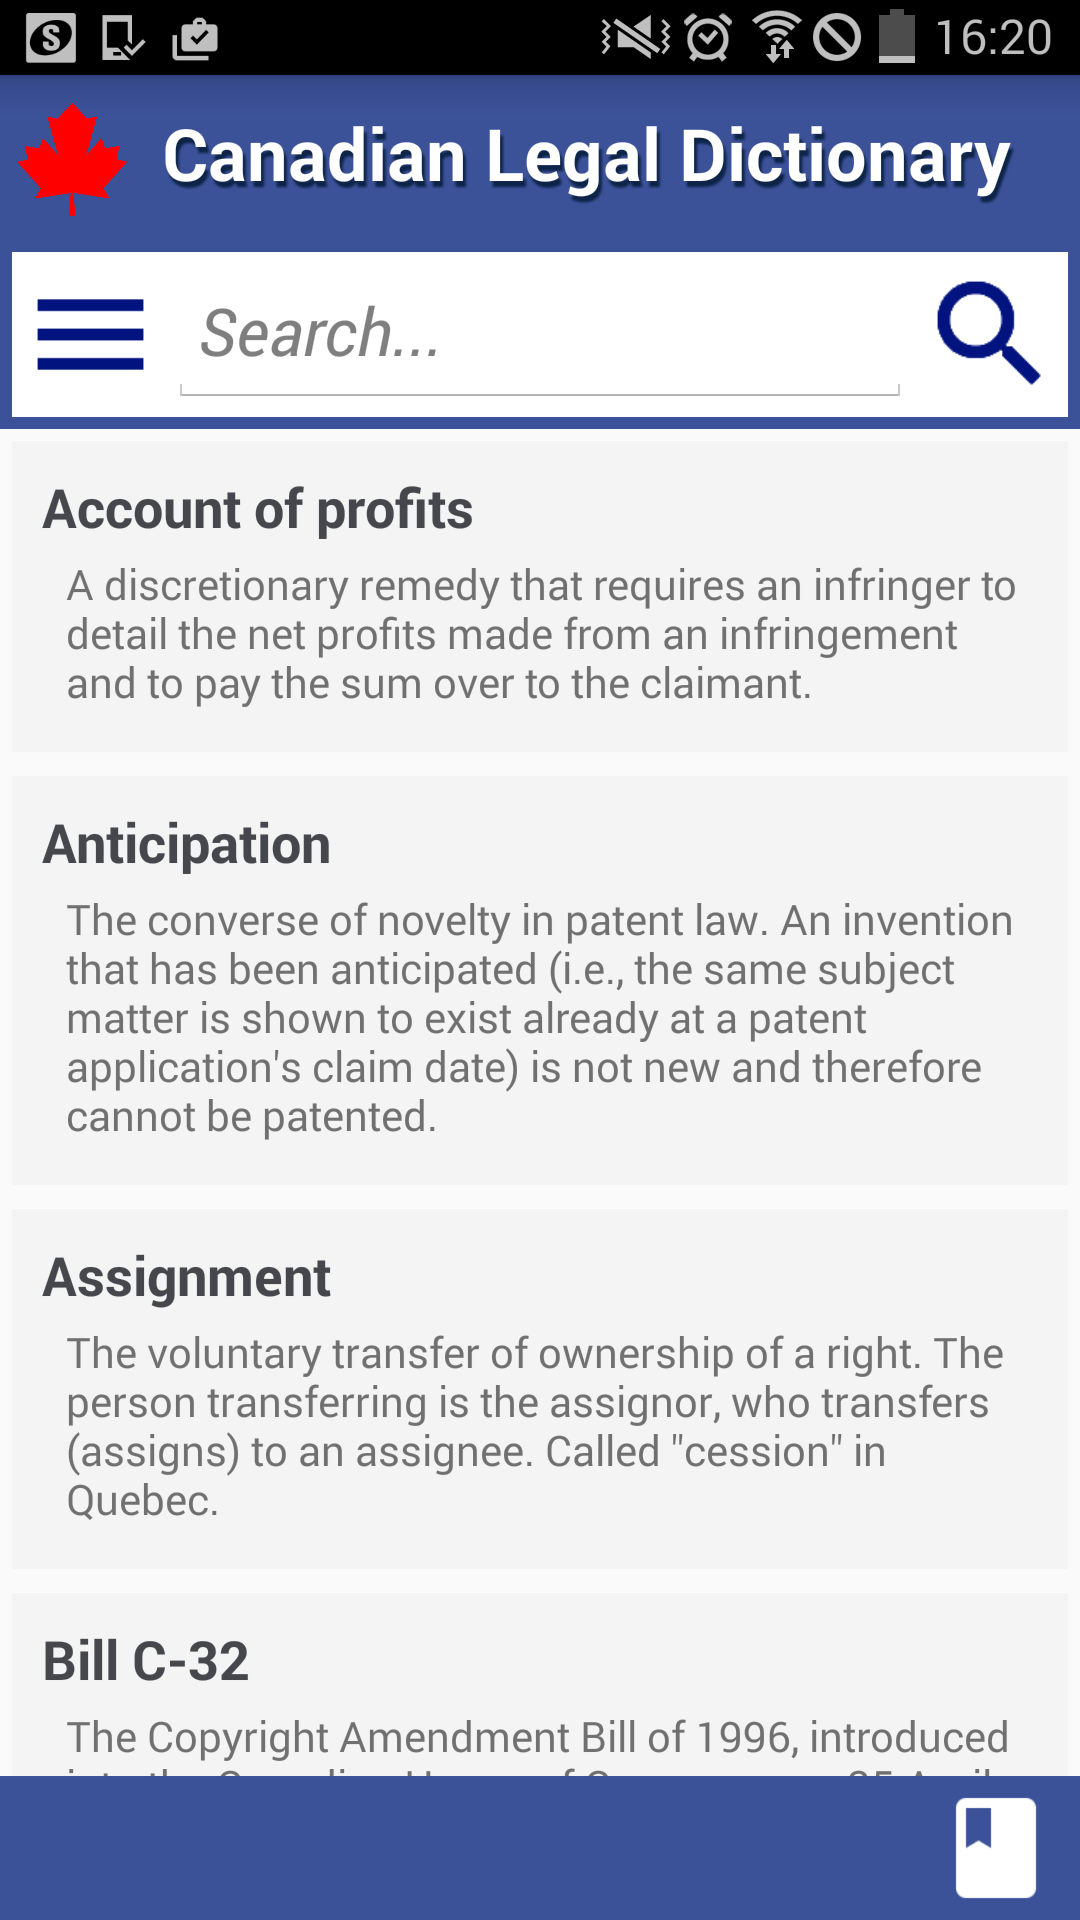 16:20
Canadian Legal Dictionary
Search...
Account of profits
A discretionary remedy that requires an infringer to
detail the net profits made from an infringement
and to pay the sum over to the claimant.
Anticipation
The converse of novelty in patent law. An invention
that has been anticipated (i.e., the same subject
matter is shown to exist already at a patent
application's claim date) is not new and therefore
cannot be patented.
Assignment
The voluntary transfer of ownership of a right. The
person transferring is the assignor, who transfers
(assigns) to an assignee. Called "cession" in
Quebec.
Bill C-32
The Copyright Amendment Bill of 1996, introduced